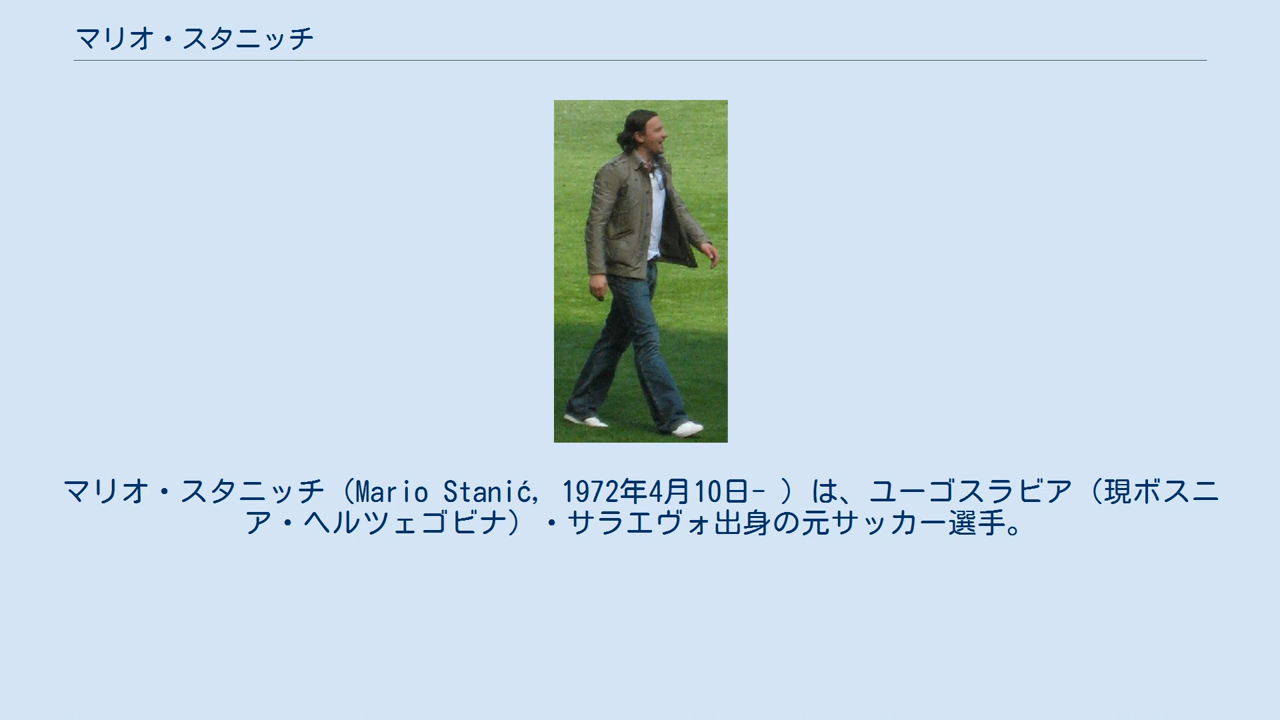 マリオ・スタニッチ
マリオ・スタニッチ（Mario Stanić, 1972年4月10日- ）は、ユーゴスラビア（現ボスニ
ア・ヘルツェゴビナ）・サラエヴォ出身の元サッカー選手。